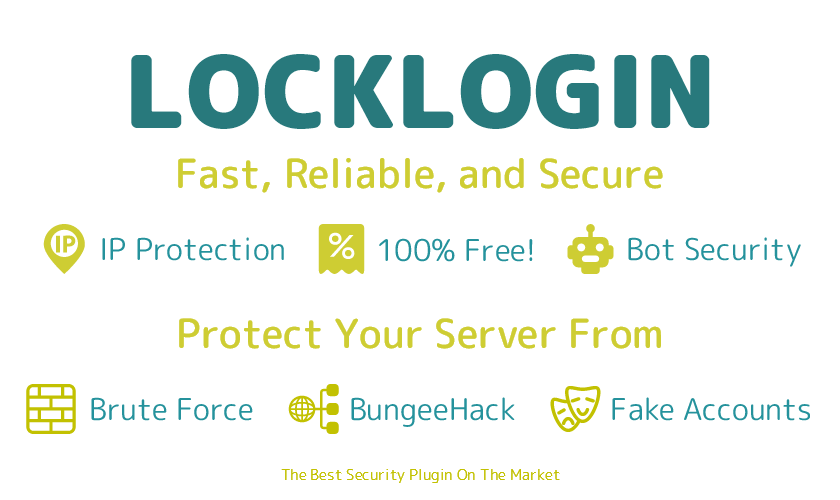 LOCKLOGIN
Fast, Reliable, and Secure
IP IP Protection % 100% Free! Bot Security
Protect Your Server From
Brute Force BungeeHack Fake Accounts
The Best Security Plugin On The Market